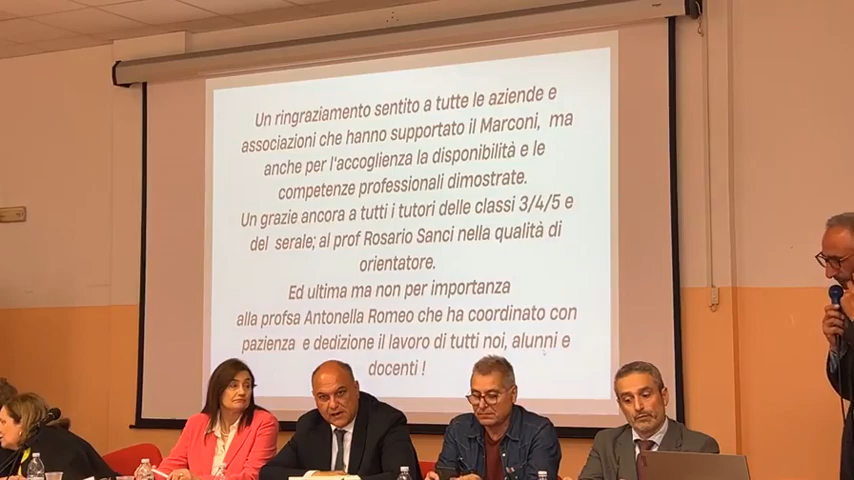 Un ringraziamento sentito a tutte le aziende e
associazioni che hanno supportato il Marconi, ma
anche per l'accoglienza la disponibilità e le
competenze professionali dimostrate.
Un grazie ancora a tutti i tutori delle classi 3/4/5 e
del serale; al prof Rosario Sanci nella qualità di
orientatore.
Ed ultima ma non per importanza
alla profsa Antonella Romeo che ha coordinato con
pazienza e dedizione il lavoro di tutti noi, alunni e
docenti !